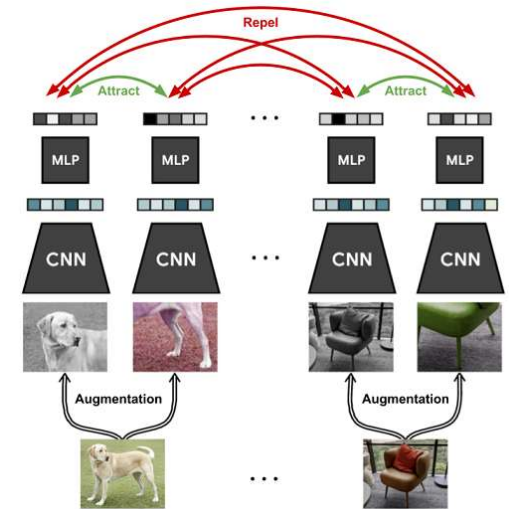 Repel
Attract
Attract
. . .
MLP
MLP
MLP
MLP
CNN
CNN
. . .
CNN
CNN
Augmentation
Augmentation
...